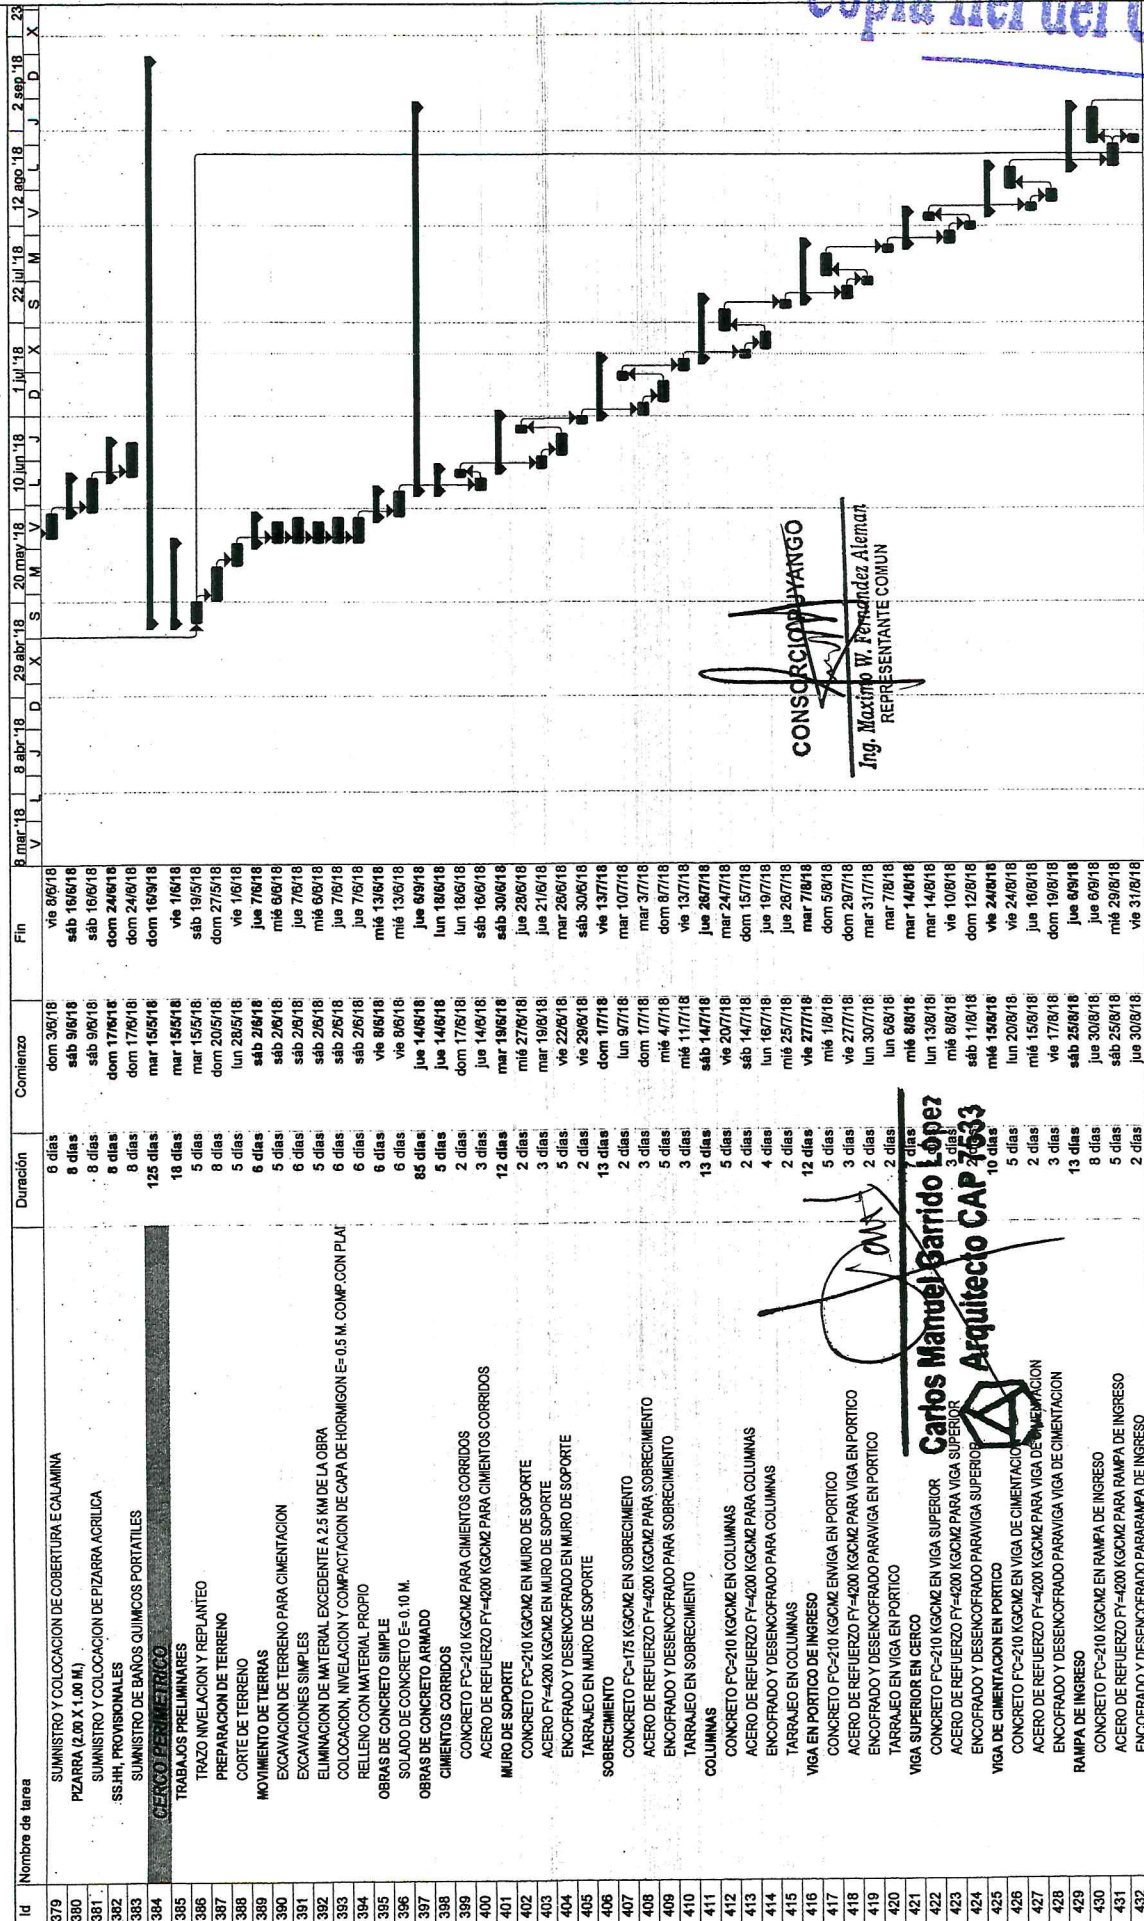 Id Nombre de tarea Duración Comienzo Fin
8 mar '18 8 abr '18 29 abr '18 20 may '18 10 jun '18 1 jul '18 22 jul '18 12 ago '18 2 sep '18 23
V L J D X S M V L J D X S M V L J D X
379 SUMINISTRO Y COLOCACION DE COBERTURA E CALAMINA 6 días dom 3/6/18 vie 8/6/18
380 PIZARRA (2.00 X 1.00 M.) 8 días sáb 9/6/18 sáb 16/6/18
381 SUMINISTRO Y COLOCACION DE PIZARRA ACRILICA 8 días sáb 9/6/18 sáb 16/6/18
382 SS.HH, PROVISIONALES 8 días dom 17/6/18 dom 24/6/18
383 SUMINISTRO DE BAÑOS QUIMICOS PORTATILES 8 días dom 17/6/18 dom 24/6/18
384 CERCO PERIMETRICO 125 días mar 15/5/18 dom 16/9/18
385 TRABAJOS PRELIMINARES 18 días mar 15/5/18 vie 1/6/18
386 TRAZO NIVELACION Y REPLANTEO 5 días mar 15/5/18 sáb 19/5/18
387 PREPARACION DE TERRENO 8 días dom 20/5/18 dom 27/5/18
388 CORTE DE TERRENO 5 días lun 28/5/18 vie 1/6/18
389 MOVIMIENTO DE TIERRAS 6 días sáb 2/6/18 jue 7/6/18
390 EXCAVACION DE TERRENO PARA CIMENTACION 5 días sáb 2/6/18 mié 6/6/18
391 EXCAVACIONES SIMPLES 6 días sáb 2/6/18 jue 7/6/18
392 ELIMINACION DE MATERIAL EXCEDENTE A 2.5 KM DE LA OBRA 5 días sáb 2/6/18 mié 6/6/18
393 COLOCACION, NIVELACION Y COMPACTACION DE CAPA DE HORMIGON E= 0.5 M. COMP.CON PLAI 6 días sáb 2/6/18 jue 7/6/18
394 RELLENO CON MATERIAL PROPIO 6 días sáb 2/6/18 jue 7/6/18
395 OBRAS DE CONCRETO SIMPLE 6 días vie 8/6/18 mié 13/6/18
396 SOLADO DE CONCRETO E= 0.10 M. 6 días vie 8/6/18 mié 13/6/18
397 OBRAS DE CONCRETO ARMADO 85 días jue 14/6/18 jue 6/9/18
398 CIMIENTOS CORRIDOS 5 días jue 14/6/18 lun 18/6/18
399 CONCRETO F'C=210 KG/CM2 PARA CIMIENTOS CORRIDOS 2 días dom 17/6/18 lun 18/6/18
400 ACERO DE REFUERZO FY=4200 KG/CM2 PARA CIMIENTOS CORRIDOS 3 días jue 14/6/18 sáb 16/6/18
401 MURO DE SOPORTE 12 días mar 19/6/18 sáb 30/6/18
402 CONCRETO F'C=210 KG/CM2 EN MURO DE SOPORTE 2 días mié 27/6/18 jue 28/6/18
403 ACERO FY=4200 KG/CM2 EN MURO DE SOPORTE 3 días mar 19/6/18 jue 21/6/18
404 ENCOFRADO Y DESENCOFRADO EN MURO DE SOPORTE 5 días vie 22/6/18 mar 26/6/18
405 TARRAJEO EN MURO DE SOPORTE 2 días vie 29/6/18 sáb 30/6/18
406 SOBRECIMIENTO 13 días dom 1/7/18 vie 13/7/18
407 CONCRETO F'C=175 KG/CM2 EN SOBRECIMIENTO 2 días lun 9/7/18 mar 10/7/18
408 ACERO DE REFUERZO FY=4200 KG/CM2 PARA SOBRECIMIENTO 3 días dom 1/7/18 mar 3/7/18
409 ENCOFRADO Y DESENCOFRADO PARA SOBRECIMIENTO 5 días mié 4/7/18 dom 8/7/18
410 TARRAJEO EN SOBRECIMIENTO 3 días mié 11/7/18 vie 13/7/18
411 COLUMNAS 13 días sáb 14/7/18 jue 26/7/18
412 CONCRETO F'C=210 KG/CM2 EN COLUMNAS 5 días vie 20/7/18 mar 24/7/18
413 ACERO DE REFUERZO FY=4200 KG/CM2 PARA COLUMNAS 2 días sáb 14/7/18 dom 15/7/18
414 ENCOFRADO Y DESENCOFRADO PARA COLUMNAS 4 días lun 16/7/18 jue 19/7/18
415 TARRAJEO EN COLUMNAS 2 días mié 25/7/18 jue 26/7/18
416 VIGA EN PORTICO DE INGRESO 12 días vie 27/7/18 mar 7/8/18
417 CONCRETO F'C=210 KG/CM2 ENVIGA EN PORTICO 5 días mié 1/8/18 dom 5/8/18
418 ACERO DE REFUERZO FY=4200 KG/CM2 PARA VIGA EN PORTICO 3 días vie 27/7/18 dom 29/7/18
419 ENCOFRADO Y DESENCOFRADO PARAVIGA EN PORTICO 2 días lun 30/7/18 mar 31/7/18
420 TARRAJEO EN VIGA EN PORTICO 2 días lun 6/8/18 mar 7/8/18
421 VIGA SUPERIOR EN CERCO 7 días mié 8/8/18 mar 14/8/18
422 CONCRETO F'C=210 KG/CM2 EN VIGA SUPERIOR lun 13/8/18 mar 14/8/18
423 ACERO DE REFUERZO FY=4200 KG/CM2 PARA VIGA SUPERIOR 3 días mié 8/8/18 vie 10/8/18
424 ENCOFRADO Y DESENCOFRADO PARAVIGA SUPERIOR sáb 11/8/18 dom 12/8/18
425 VIGA DE CIMENTACION EN PORTICO 10 días mié 15/8/18 vie 24/8/18
426 CONCRETO F'C=210 KG/CM2 EN VIGA DE CIMENTACION 5 días lun 20/8/18 vie 24/8/18
427 ACERO DE REFUERZO FY=4200 KG/CM2 PARA VIGA DE CIMENTACION 2 días mié 15/8/18 jue 16/8/18
428 ENCOFRADO Y DESENCOFRADO PARAVIGA VIGA DE CIMENTACION 3 días vie 17/8/18 dom 19/8/18
429 RAMPA DE INGRESO 13 días sáb 25/8/18 jue 6/9/18
430 CONCRETO F'C=210 KG/CM2 EN RAMPA DE INGRESO 8 días jue 30/8/18 jue 6/9/18
431 ACERO DE REFUERZO FY=4200 KG/CM2 PARA RAMPA DE INGRESO 5 días sáb 25/8/18 mié 29/8/18
432 ENCOFRADO Y DESENCOFRADO PARARAMPA DE INGRESO 2 días jue 30/8/18 vie 31/8/18
Carlos Manuel Garrido López
Arquitecto CAP 7533
CONSORCIO PUYANGO
Ing. Maximo W. Fernández Aleman
REPRESENTANTE COMUN
Copia fiel del